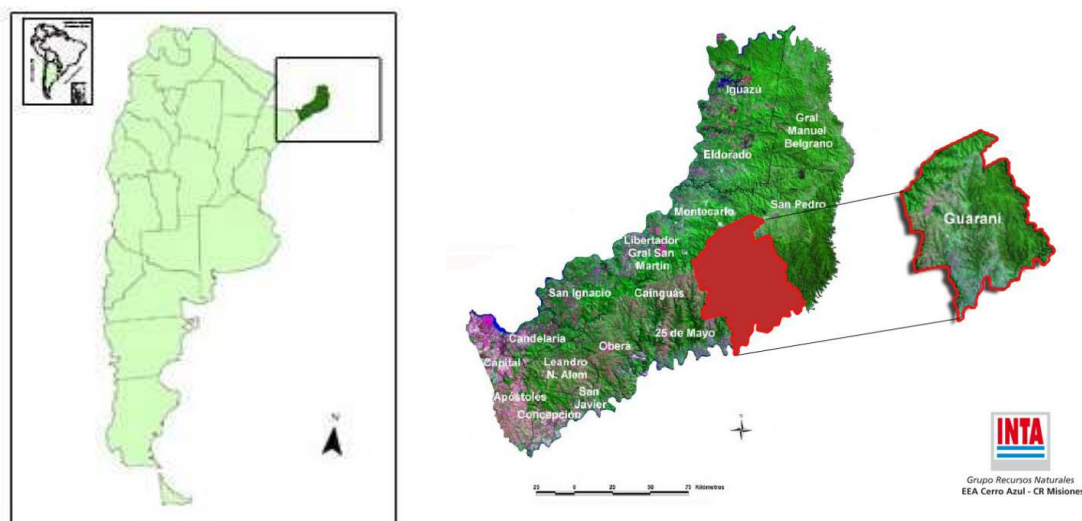 N
Iguazú
Gral
Manuel
Belgrano
Eldorado
San Pedro
Montecarlo
Guaraní
Libertador
Gral San
Martín
San Ignacio
Cainguás
Candelaria
25 de Mayo
Oberá
Capital
Leandro
N. Alem
San
Javier
Apóstoles
Concepción
Kilómetros
INTA
Grupo Recursos Naturales
EEA Cerro Azul - CR Misiones